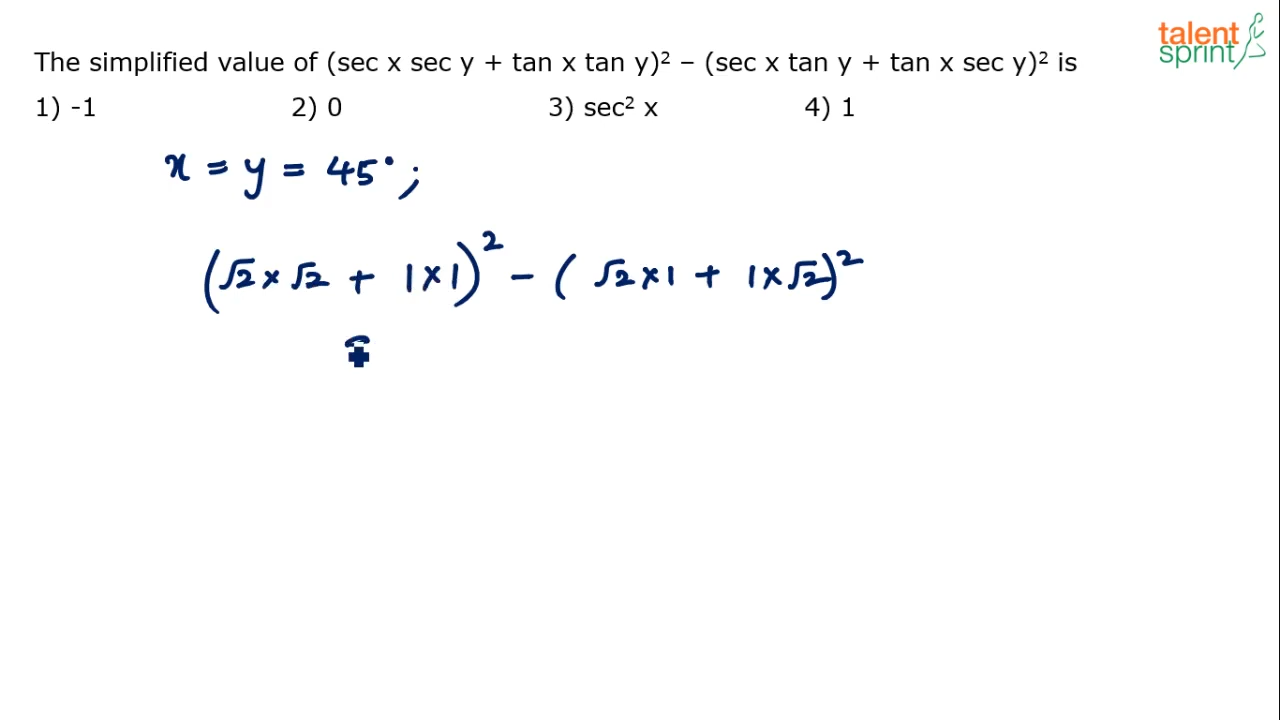 talent
sprint
The simplified value of (sec x sec y + tan x tan y)² – (sec x tan y + tan x sec y)² is
1) -1 2) 0 3) sec² x 4) 1
x = y = 45°;
(√2 × √2 + 1 × 1)² – (√2 × 1 + 1 × √2)²